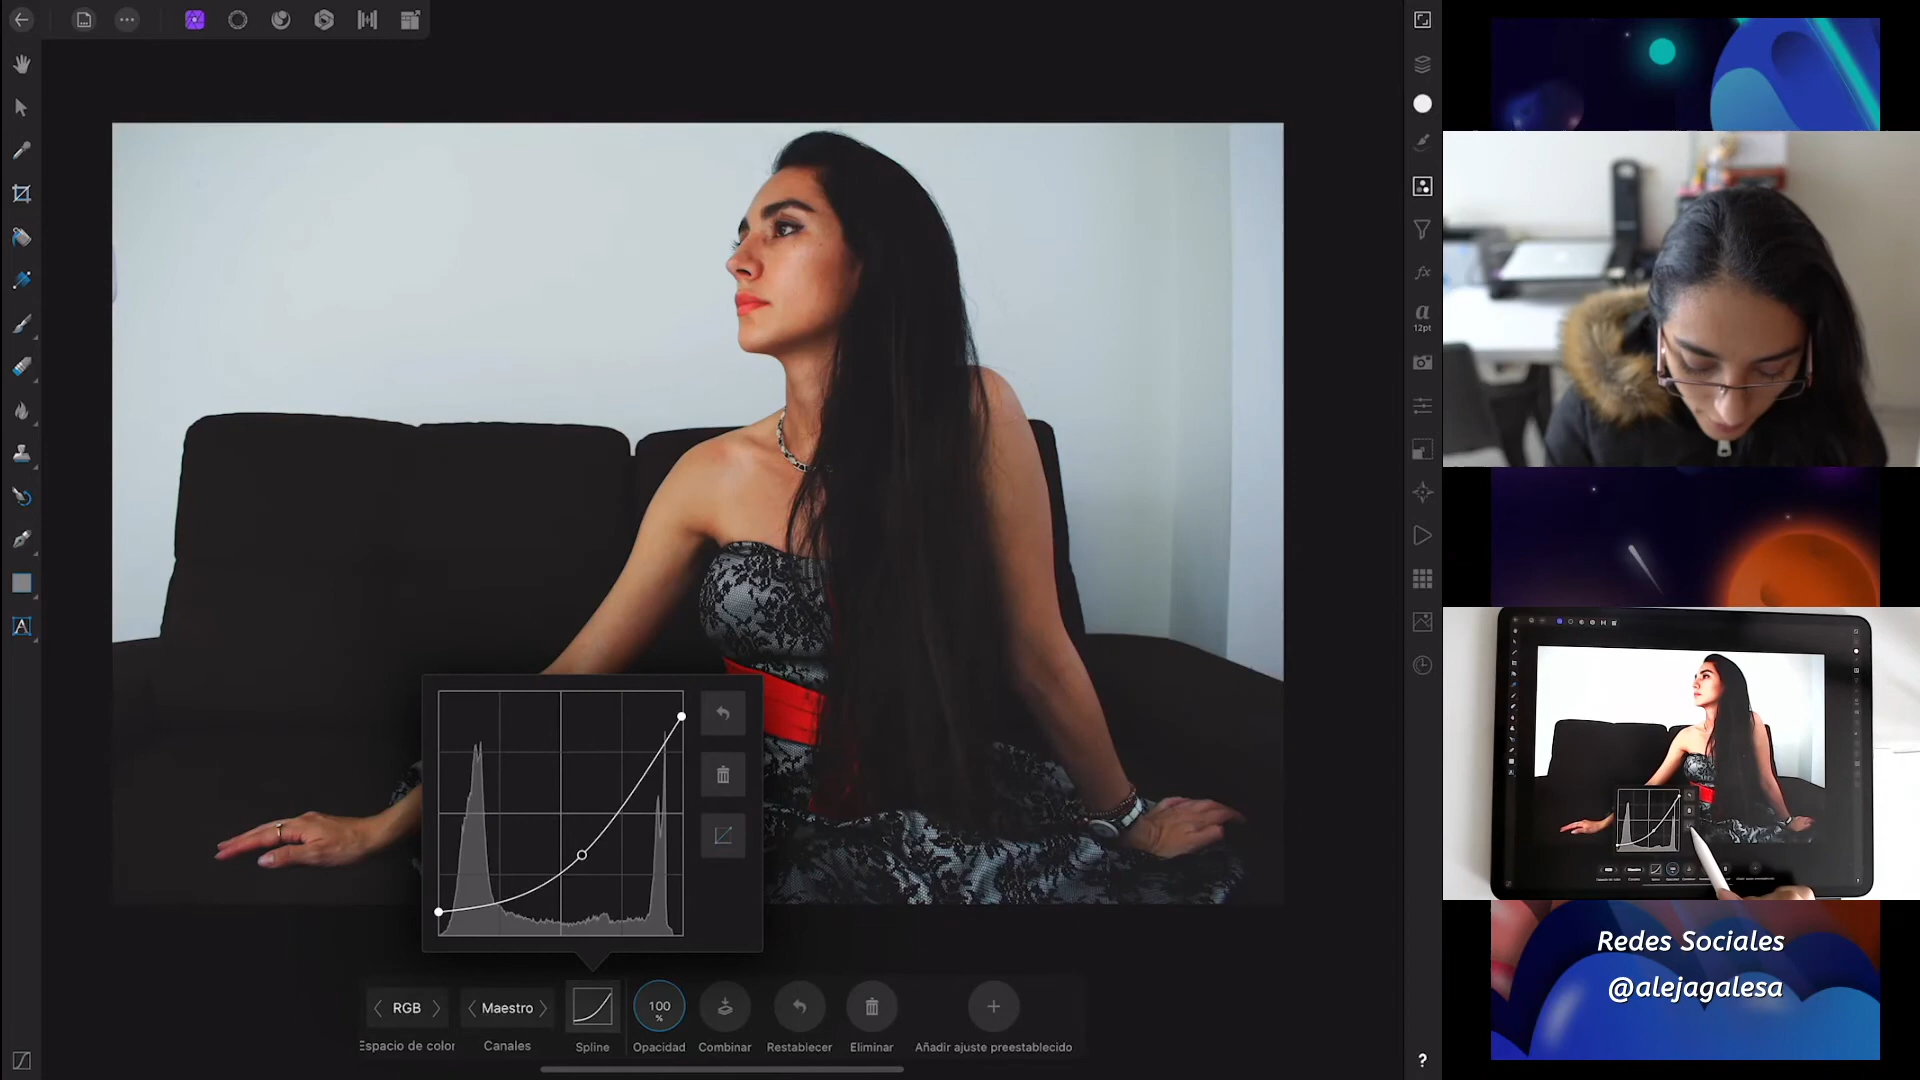 a
12pt
A
RGB
Maestro
100
%
Espacio de color
Canales
Spline
Opacidad
Combinar
Restablecer
Eliminar
Añadir ajuste preestablecido
?
Redes Sociales
@alejagalesa